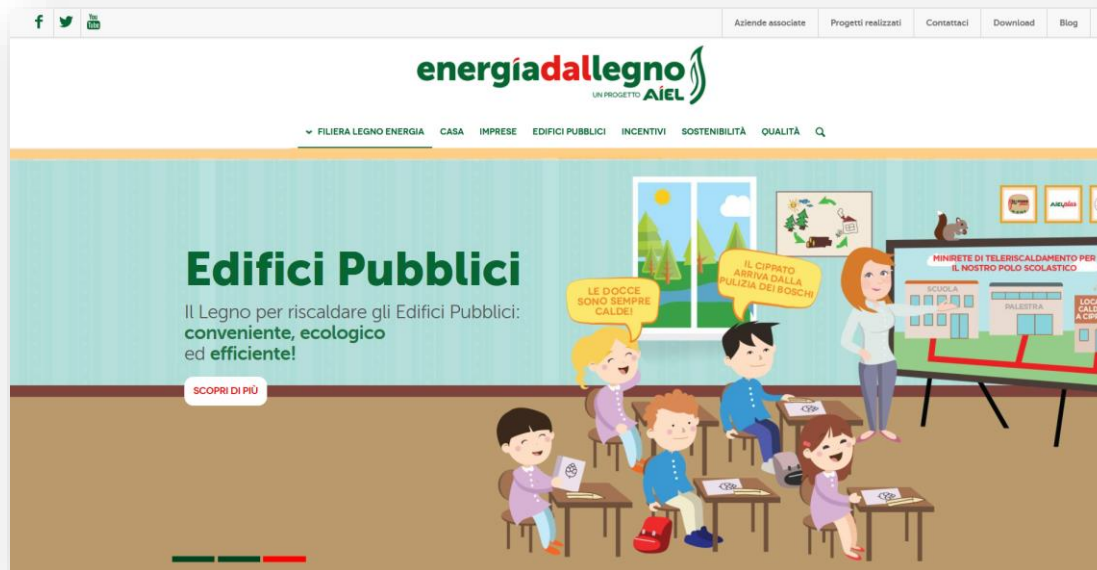 You
Tube
Aziende associate
Progetti realizzati
Contattaci
Download
Blog
energíadallegno
UN PROGETTO AÍEL
FILIERA LEGNO ENERGIA
CASA
IMPRESE
EDIFICI PUBBLICI
INCENTIVI
SOSTENIBILITÀ
QUALITÀ
Edifici Pubblici
Il Legno per riscaldare gli Edifici Pubblici:
conveniente, ecologico
ed efficiente!
SCOPRI DI PIÙ
LE DOCCE
SONO SEMPRE
CALDE!
IL CIPPATO
ARRIVA DALLA
PULIZIA DEI BOSCHI
MINIRETE DI TELERISCALDAMENTO PER
IL NOSTRO POLO SCOLASTICO
SCUOLA
PALESTRA